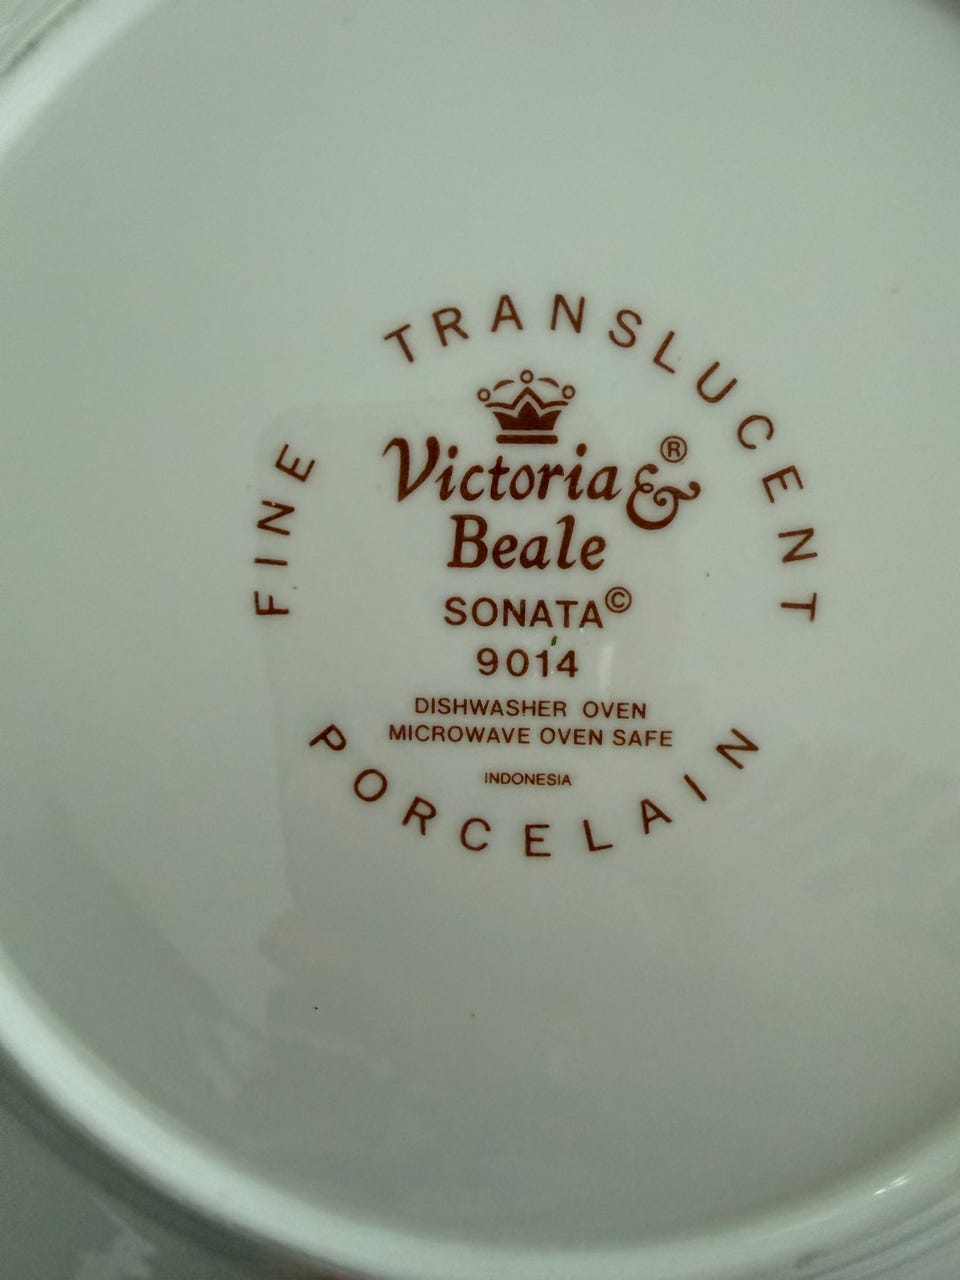 FINE TRANSLUCENT
Victoria &®
Beale
SONATA©
9014
DISHWASHER OVEN
MICROWAVE OVEN SAFE
INDONESIA
PORCELAIN